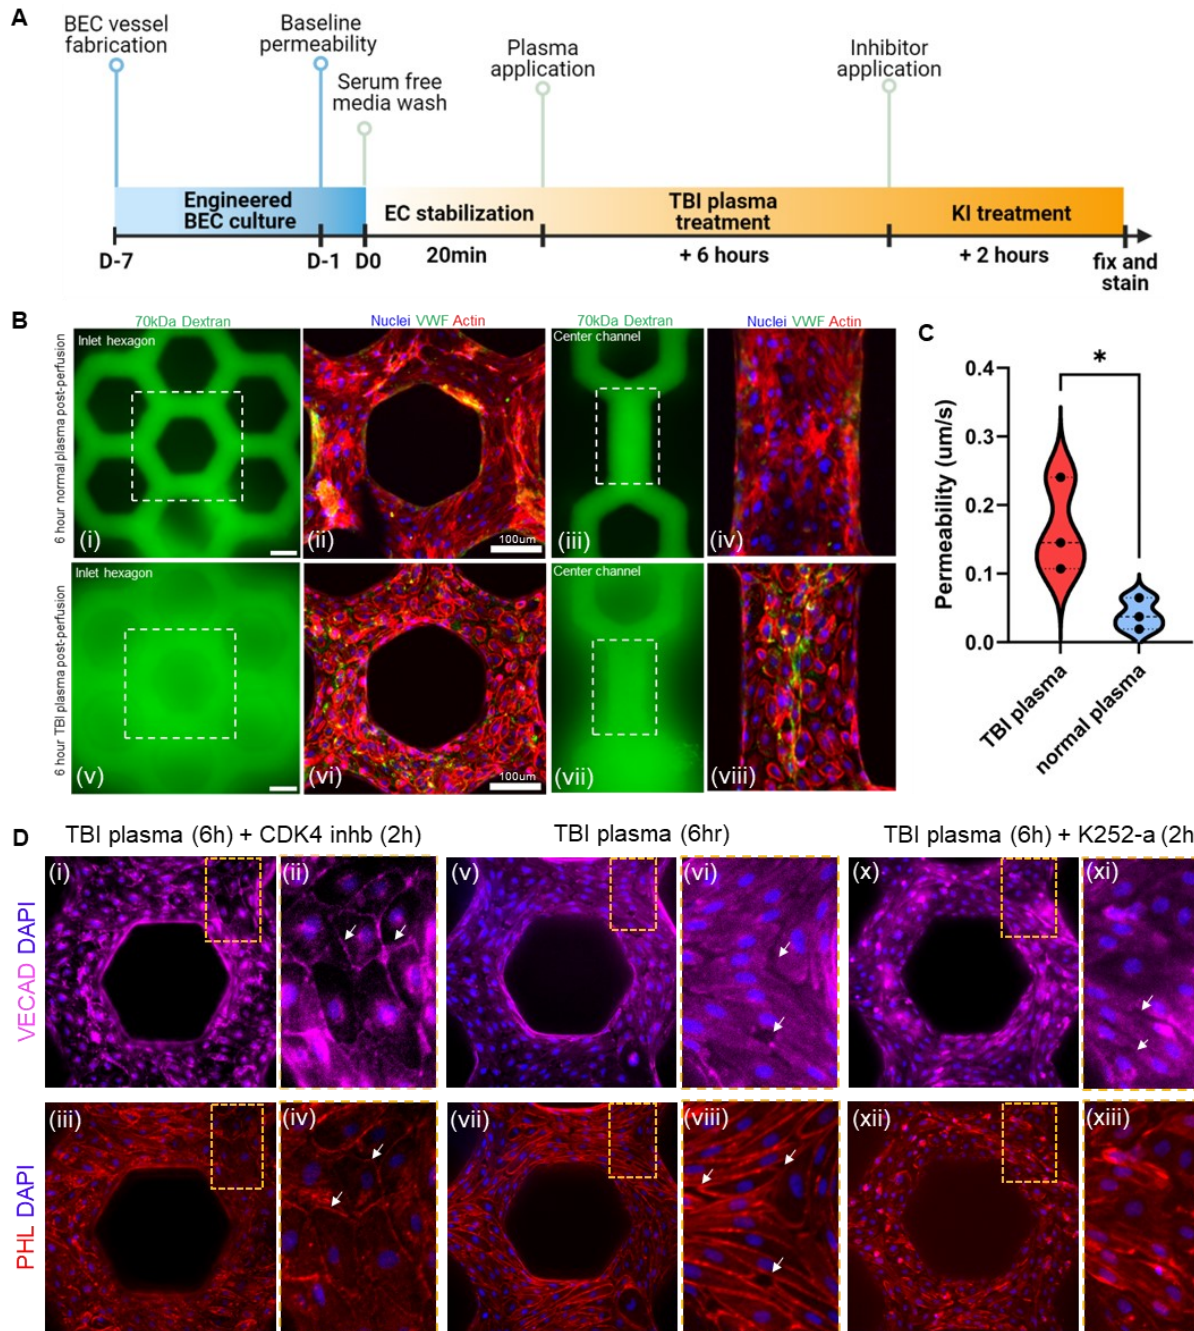 A
BEC vessel
fabrication
Baseline
permeability
Serum free
media wash
Plasma
application
Inhibitor
application
Engineered
BEC culture
EC stabilization
TBI plasma
treatment
KI treatment
D-7
D-1
D0
20min
+ 6 hours
+ 2 hours
fix and
stain
B
70kDa Dextran
Nuclei VWF Actin
70kDa Dextran
Nuclei VWF Actin
6 hour normal plasma post-perfusion
Inlet hexagon
(i)
(ii)
100um
Center channel
(iii)
(iv)
6 hour TBI plasma post-perfusion
Inlet hexagon
(v)
(vi)
100um
Center channel
(vii)
(viii)
C
Permeability (um/s)
0.4
0.3
0.2
0.1
0.0
*
TBI plasma
normal plasma
D
TBI plasma (6h) + CDK4 inhb (2h)
TBI plasma (6hr)
TBI plasma (6h) + K252-a (2h
VECAD DAPI
(i)
(ii)
(v)
(vi)
(x)
(xi)
PHL DAPI
(iii)
(iv)
(vii)
(viii)
(xii)
(xiii)